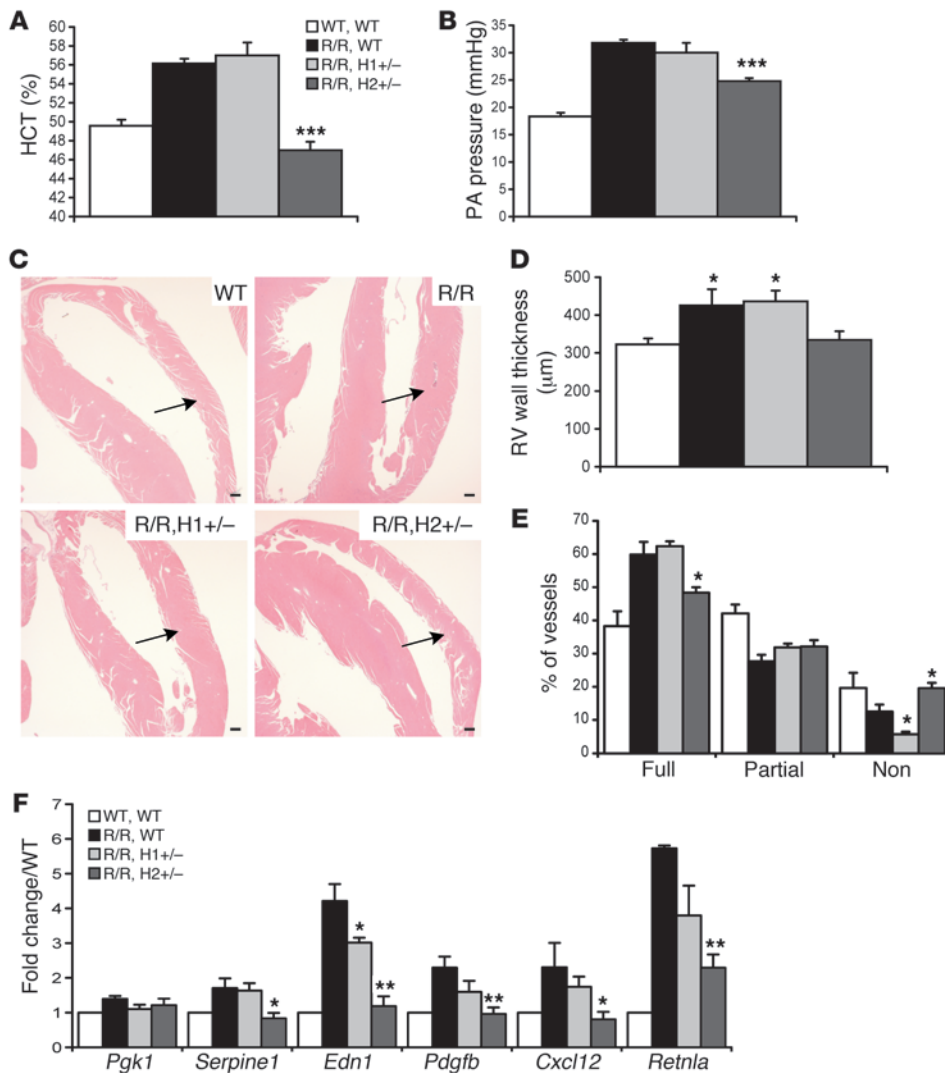 A
HCT (%)
60
58
56
54
52
50
48
46
44
42
40
***
WT, WT
R/R, WT
R/R, H1+/–
R/R, H2+/–
B
PA pressure (mmHg)
40
35
30
25
20
15
10
5
0
***
C
WT
R/R
R/R,H1+/–
R/R,H2+/–
D
RV wall thickness
(μm)
500
400
300
200
100
0
*
*
E
% of vessels
70
60
50
40
30
20
10
0
*
*
*
Full Partial Non
F
Fold change/WT
7
6
5
4
3
2
1
0
WT, WT
R/R, WT
R/R, H1+/–
R/R, H2+/–
*
*
**
**
*
**
Pgk1 Serpine1 Edn1 Pdgfb Cxcl12 Retnla